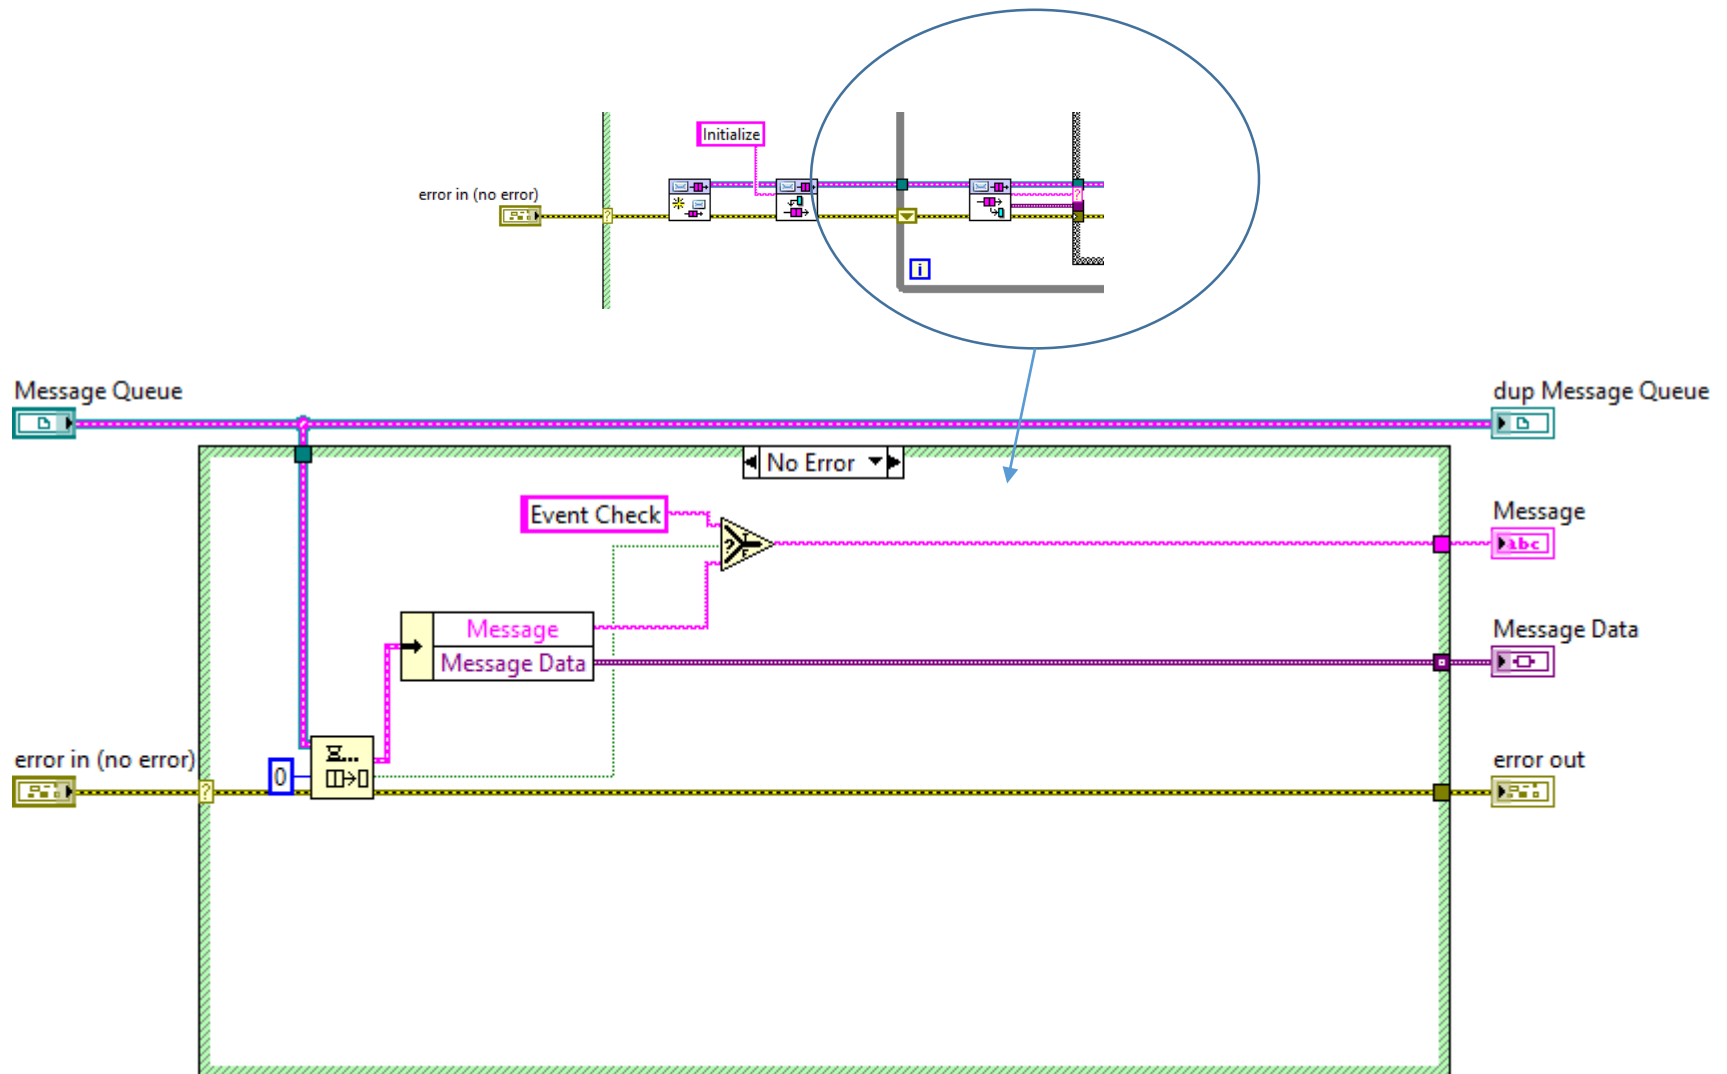 Initialize
error in (no error)
?
?
i
Message Queue
dup Message Queue
No Error
Event Check
Message
?
T
F
abc
Message
Message Data
Message Data
error in (no error)
0
error out
?